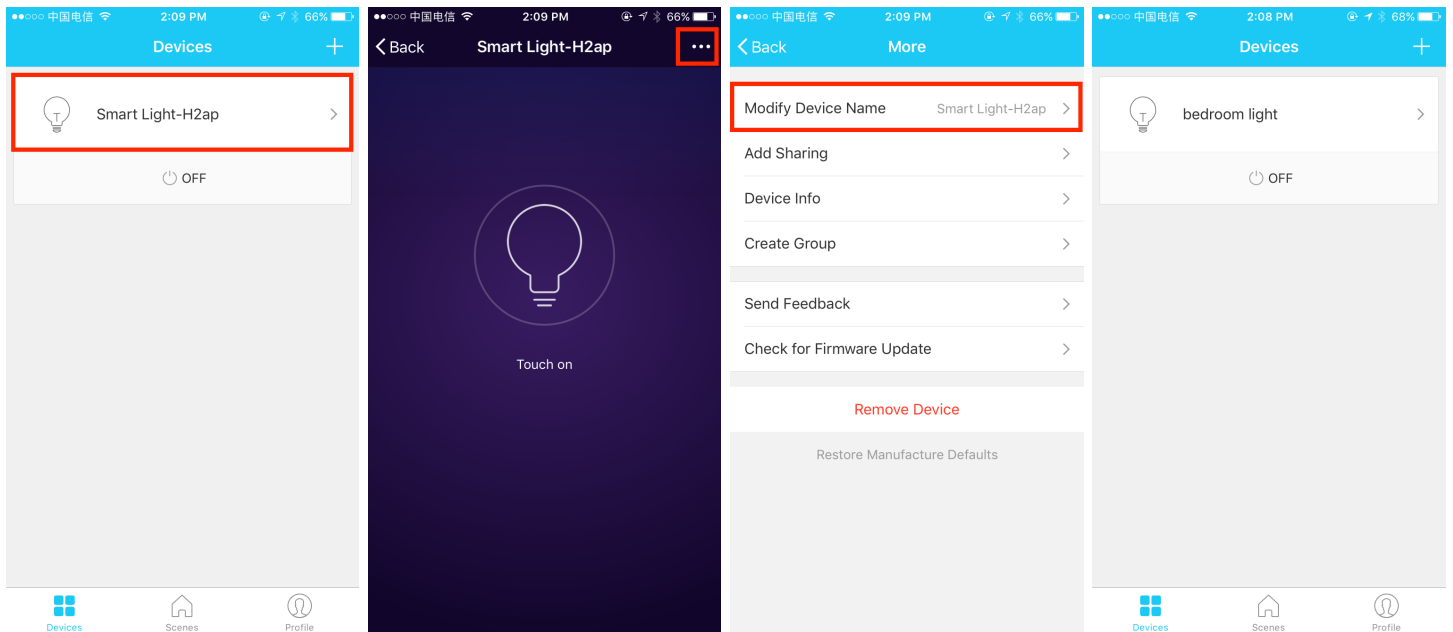 中国电信 2:09 PM 66%
Devices
Smart Light-H2ap
OFF
Devices Scenes Profile
中国电信 2:09 PM 66%
Back Smart Light-H2ap ...
Touch on
中国电信 2:09 PM 66%
Back More
Modify Device Name Smart Light-H2ap
Add Sharing
Device Info
Create Group
Send Feedback
Check for Firmware Update
Remove Device
Restore Manufacture Defaults
中国电信 2:08 PM 68%
Devices
T bedroom light
OFF
Devices Scenes Profile